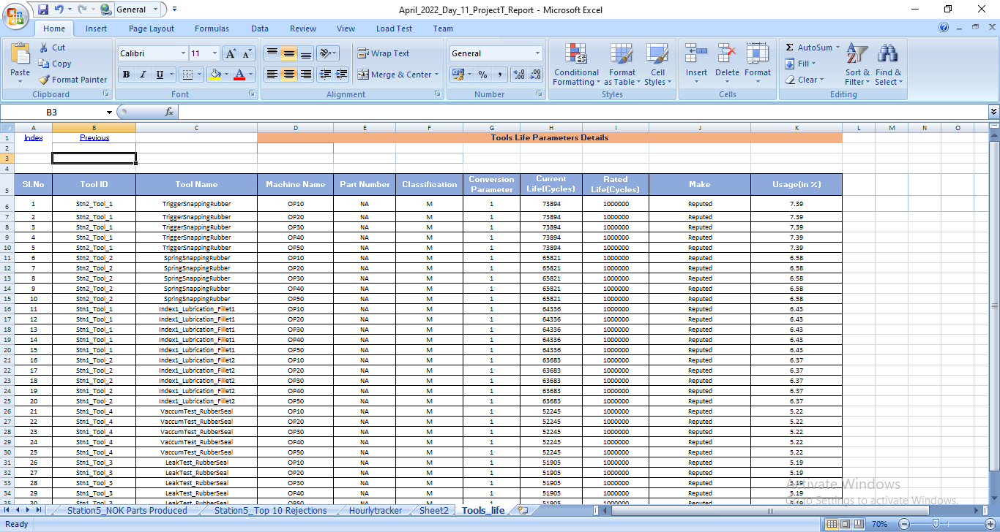 General
April_2022_Day_11_ProjectT_Report - Microsoft Excel
Home Insert Page Layout Formulas Data Review View Load Test Team
Paste
Cut
Copy
Format Painter
Clipboard
Calibri 11
B I U
Font
Wrap Text
Merge & Center
Alignment
General
Number
Conditional Formatting
Format as Table
Cell Styles
Styles
Insert Delete Format
Cells
AutoSum
Fill
Clear
Sort & Filter
Find & Select
Editing
B3 fx
A B C D E F G H I J K L M N O
1 Index Previous Tools Life Parameters Details
2
3
4
5 Sl.No Tool ID Tool Name Machine Name Part Number Classification Conversion Parameter Current Life(Cycles) Rated Life(Cycles) Make Usage(in %)
6 1 Stn2_Tool_1 TriggerSnappingRubber OP10 NA M 1 73894 1000000 Reputed 7.39
7 2 Stn2_Tool_1 TriggerSnappingRubber OP20 NA M 1 73894 1000000 Reputed 7.39
8 3 Stn2_Tool_1 TriggerSnappingRubber OP30 NA M 1 73894 1000000 Reputed 7.39
9 4 Stn2_Tool_1 TriggerSnappingRubber OP40 NA M 1 73894 1000000 Reputed 7.39
10 5 Stn2_Tool_1 TriggerSnappingRubber OP50 NA M 1 73894 1000000 Reputed 7.39
11 6 Stn2_Tool_2 SpringSnappingRubber OP10 NA M 1 65821 1000000 Reputed 6.58
12 7 Stn2_Tool_2 SpringSnappingRubber OP20 NA M 1 65821 1000000 Reputed 6.58
13 8 Stn2_Tool_2 SpringSnappingRubber OP30 NA M 1 65821 1000000 Reputed 6.58
14 9 Stn2_Tool_2 SpringSnappingRubber OP40 NA M 1 65821 1000000 Reputed 6.58
15 10 Stn2_Tool_2 SpringSnappingRubber OP50 NA M 1 65821 1000000 Reputed 6.58
16 11 Stn1_Tool_1 Index1_Lubrication_Fillet1 OP10 NA M 1 64336 1000000 Reputed 6.43
17 12 Stn1_Tool_1 Index1_Lubrication_Fillet1 OP20 NA M 1 64336 1000000 Reputed 6.43
18 13 Stn1_Tool_1 Index1_Lubrication_Fillet1 OP30 NA M 1 64336 1000000 Reputed 6.43
19 14 Stn1_Tool_1 Index1_Lubrication_Fillet1 OP40 NA M 1 64336 1000000 Reputed 6.43
20 15 Stn1_Tool_1 Index1_Lubrication_Fillet1 OP50 NA M 1 64336 1000000 Reputed 6.43
21 16 Stn1_Tool_2 Index1_Lubrication_Fillet2 OP10 NA M 1 63683 1000000 Reputed 6.37
22 17 Stn1_Tool_2 Index1_Lubrication_Fillet2 OP20 NA M 1 63683 1000000 Reputed 6.37
23 18 Stn1_Tool_2 Index1_Lubrication_Fillet2 OP30 NA M 1 63683 1000000 Reputed 6.37
24 19 Stn1_Tool_2 Index1_Lubrication_Fillet2 OP40 NA M 1 63683 1000000 Reputed 6.37
25 20 Stn1_Tool_2 Index1_Lubrication_Fillet2 OP50 NA M 1 63683 1000000 Reputed 6.37
26 21 Stn1_Tool_4 VaccumTest_RubberSeal OP10 NA M 1 52245 1000000 Reputed 5.22
27 22 Stn1_Tool_4 VaccumTest_RubberSeal OP20 NA M 1 52245 1000000 Reputed 5.22
28 23 Stn1_Tool_4 VaccumTest_RubberSeal OP30 NA M 1 52245 1000000 Reputed 5.22
29 24 Stn1_Tool_4 VaccumTest_RubberSeal OP40 NA M 1 52245 1000000 Reputed 5.22
30 25 Stn1_Tool_4 VaccumTest_RubberSeal OP50 NA M 1 52245 1000000 Reputed 5.22
31 26 Stn1_Tool_3 LeakTest_RubberSeal OP10 NA M 1 51905 1000000 Reputed 5.19
32 27 Stn1_Tool_3 LeakTest_RubberSeal OP20 NA M 1 51905 1000000 Reputed 5.19
33 28 Stn1_Tool_3 LeakTest_RubberSeal OP30 NA M 1 51905 1000000 Reputed 5.19
34 29 Stn1_Tool_3 LeakTest_RubberSeal OP40 NA M 1 51905 1000000 Reputed 5.19
35 30 Stn1_Tool_3 LeakTest_RubberSeal OP50 NA M 1 51905 1000000 Reputed 5.19
Activate Windows
Go to Settings to activate Windows.
Station5_NOK Parts Produced Station5_Top 10 Rejections Hourlytracker Sheet2 Tools_life
Ready 70%